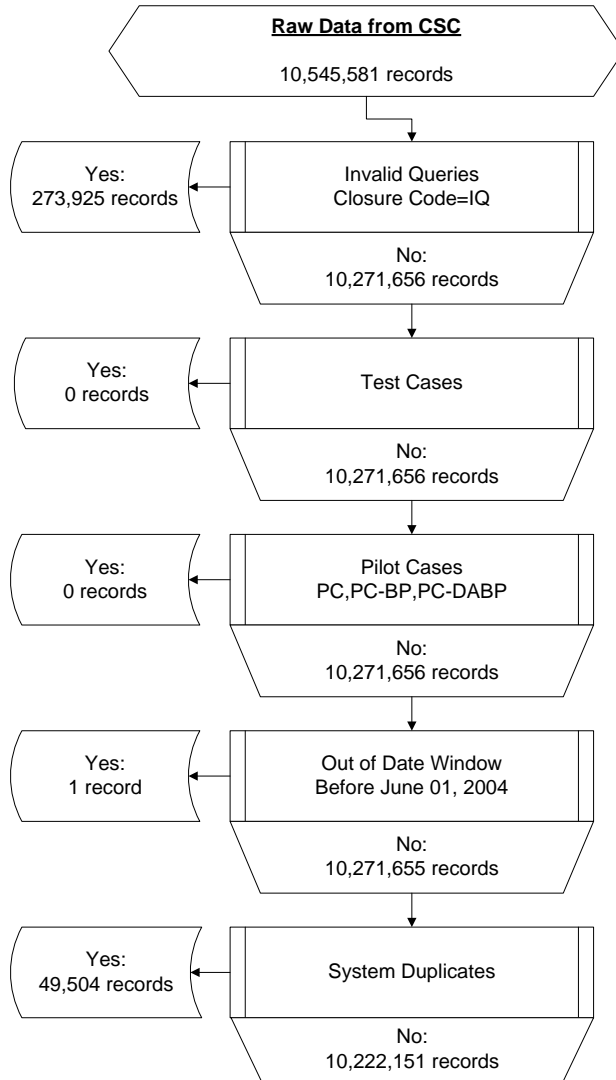 Raw Data from CSC
10,545,581 records
Yes:
273,925 records
Invalid Queries
Closure Code=IQ
No:
10,271,656 records
Yes:
0 records
Test Cases
No:
10,271,656 records
Yes:
0 records
Pilot Cases
PC,PC-BP,PC-DABP
No:
10,271,656 records
Yes:
1 record
Out of Date Window
Before June 01, 2004
No:
10,271,655 records
Yes:
49,504 records
System Duplicates
No:
10,222,151 records